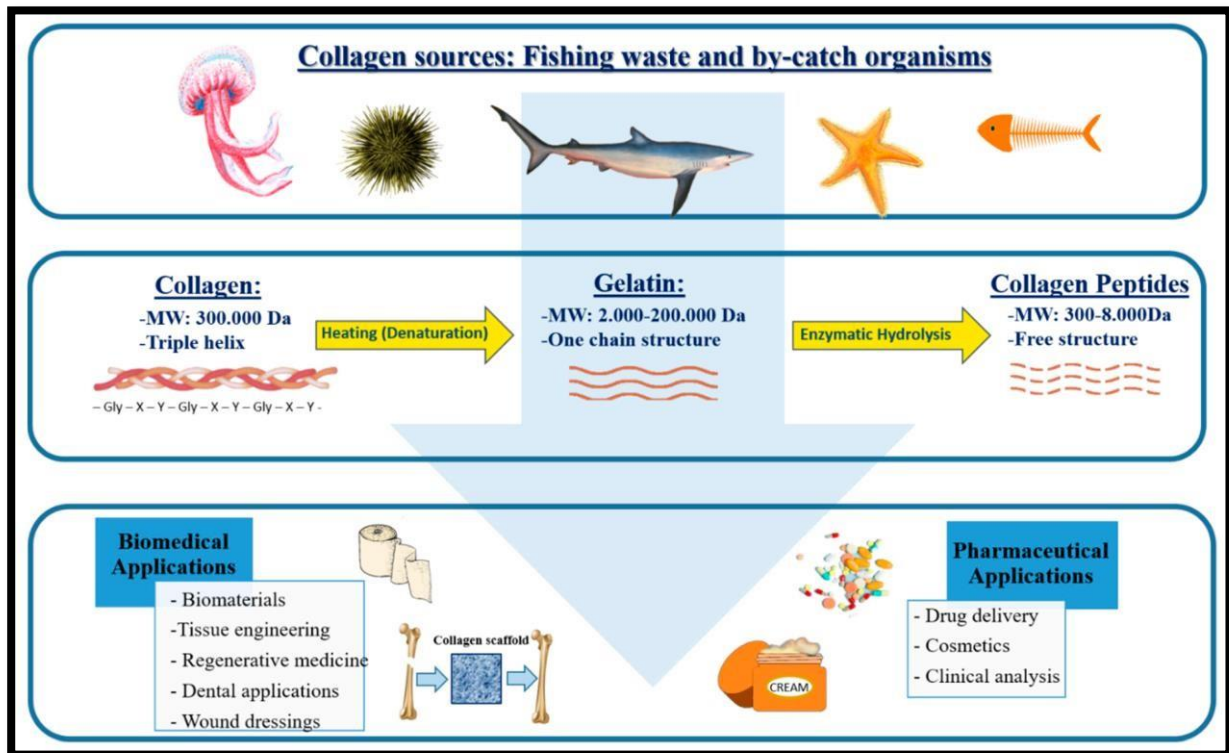 Collagen sources: Fishing waste and by-catch organisms
Collagen:
-MW: 300.000 Da
-Triple helix
– Gly – X – Y – Gly – X – Y – Gly – X – Y -
Heating (Denaturation)
Gelatin:
-MW: 2.000-200.000 Da
-One chain structure
Enzymatic Hydrolysis
Collagen Peptides
-MW: 300-8.000Da
-Free structure
Biomedical
Applications
- Biomaterials
-Tissue engineering
- Regenerative medicine
- Dental applications
- Wound dressings
Collagen scaffold
CREAM
Pharmaceutical
Applications
- Drug delivery
- Cosmetics
- Clinical analysis